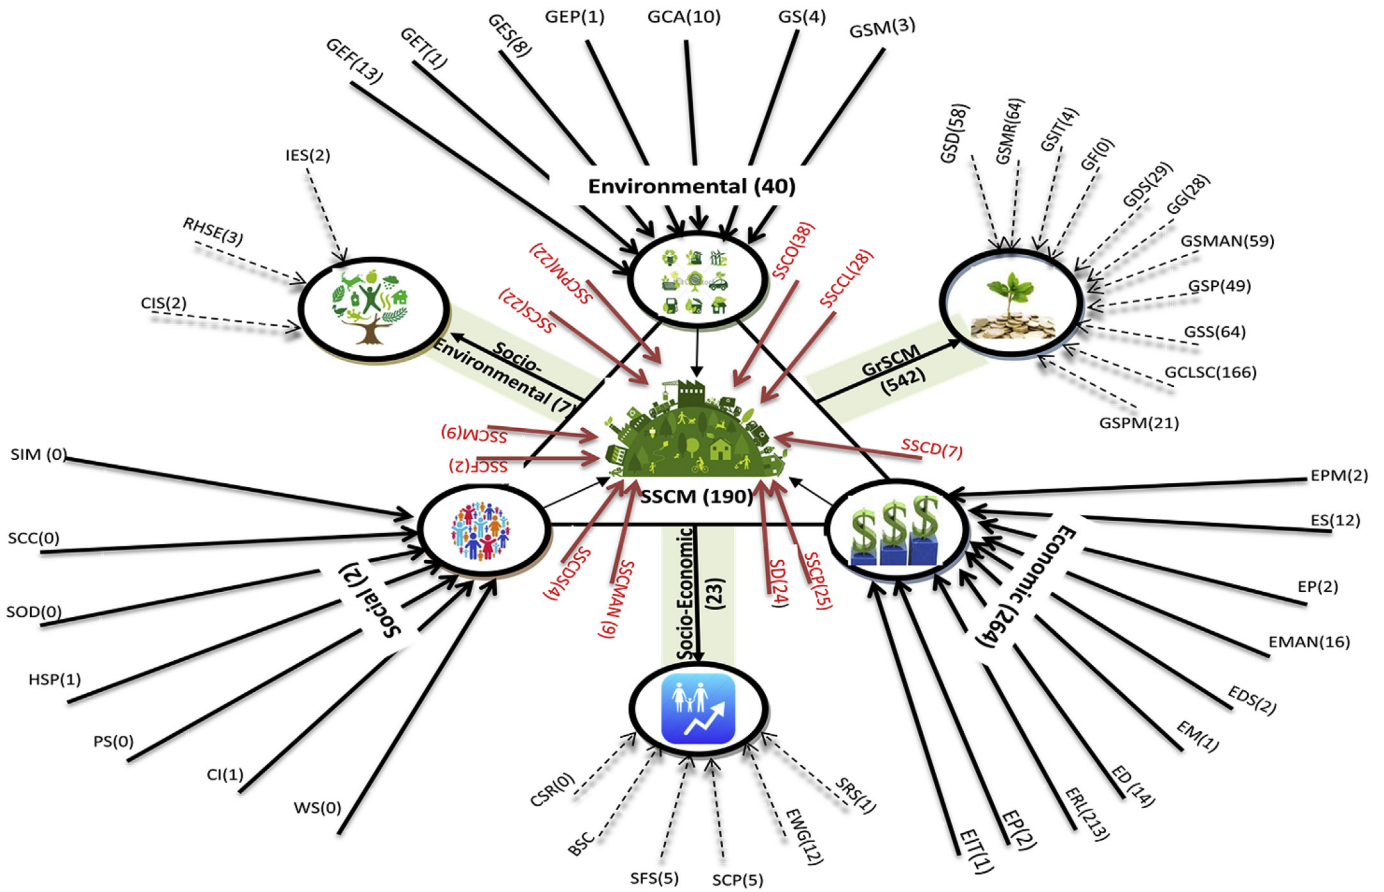 GEF(13)
GET(1)
GES(8)
GEP(1)
GCA(10)
GS(4)
GSM(3)
Environmental (40)
IES(2)
RHSE(3)
CIS(2)
Socio-
Environmental (7)
GSD(58)
GSMR(64)
GSIT(4)
GF(0)
GDS(29)
GG(28)
GSMAN(59)
GSP(49)
GSS(64)
GCLSC(166)
GSPM(21)
GrSCM
(542)
SSCPM(22)
SSCS(22)
SSCO(38)
SSCCL(28)
SSCM(9)
SSCF(2)
SSCD(7)
SSCM (190)
SSCDS(4)
SSCMAN (9)
SD(24)
SSCP(25)
SIM (0)
SCC(0)
SOD(0)
HSP(1)
PS(0)
CI(1)
WS(0)
Social (2)
EPM(2)
ES(12)
EP(2)
EMAN(16)
EDS(2)
EM(1)
ED (14)
ERL(213)
EP(2)
EIT(1)
Economic (264)
$ $ $
Socio-Economic
(23)
CSR(0)
BSC
SFS(5)
SCP(5)
EWG(12)
SRS(1)